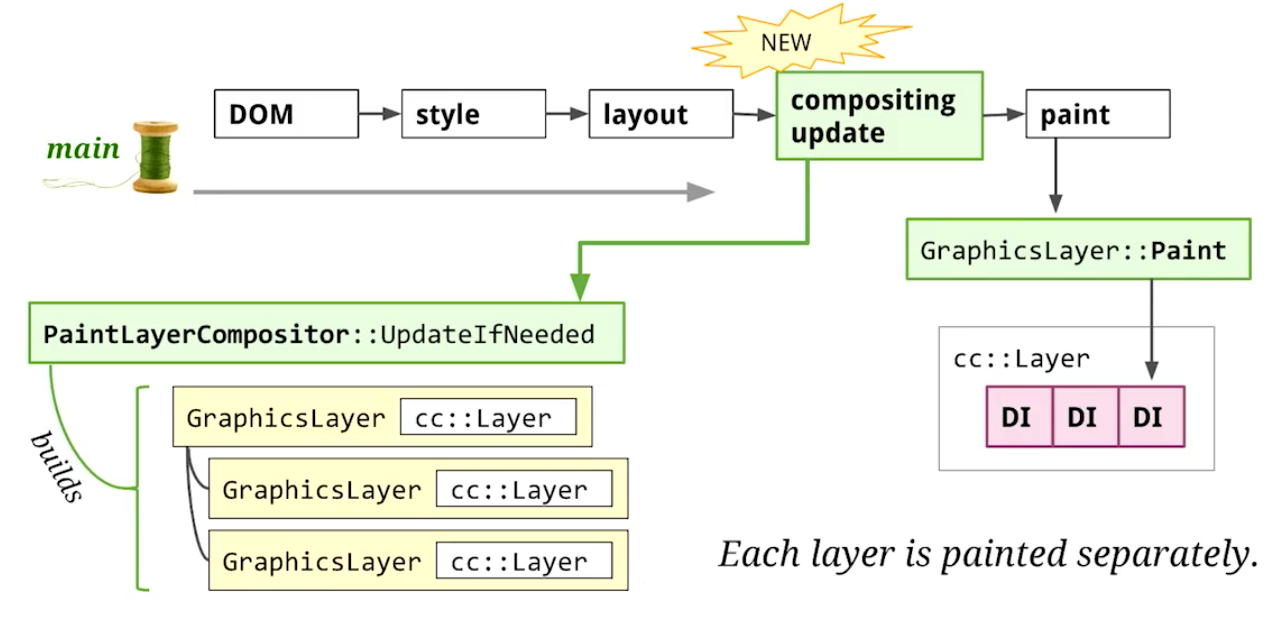 NEW
main
DOM
style
layout
compositing
update
paint
GraphicsLayer::Paint
PaintLayerCompositor::UpdateIfNeeded
cc::Layer
DI DI DI
builds
GraphicsLayer cc::Layer
GraphicsLayer cc::Layer
GraphicsLayer cc::Layer
Each layer is painted separately.